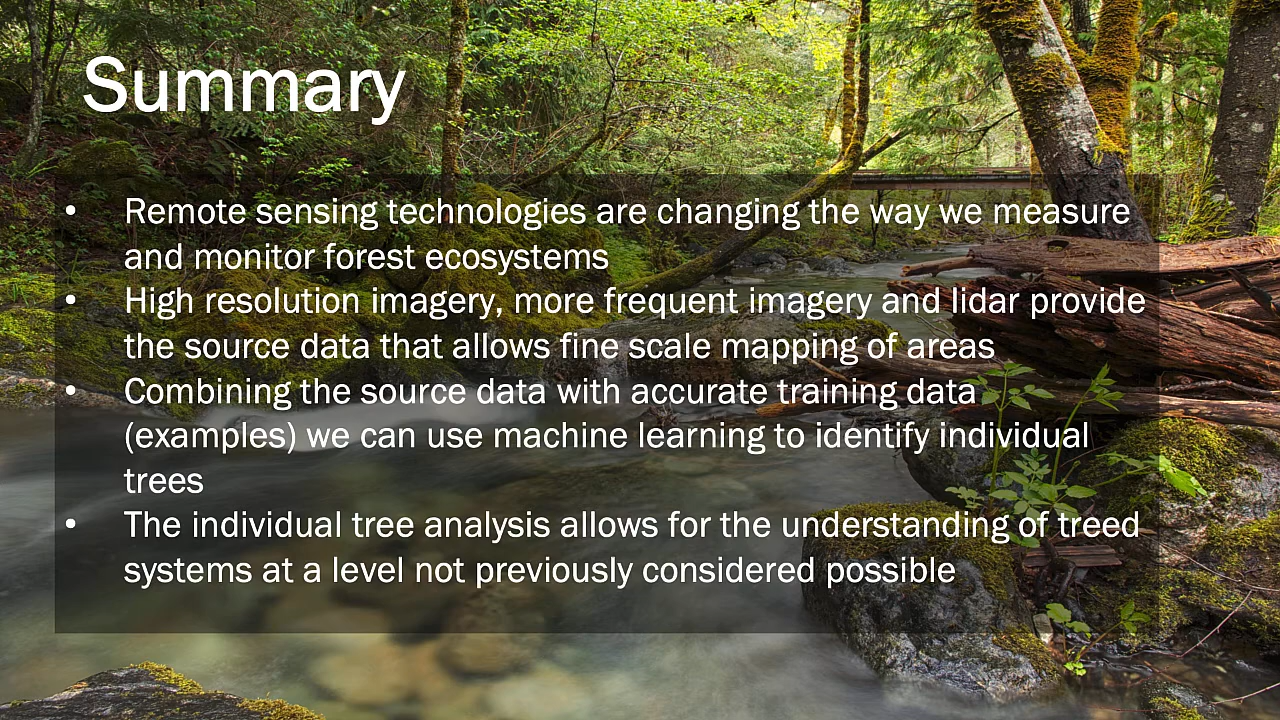 Summary
• Remote sensing technologies are changing the way we measure
and monitor forest ecosystems
• High resolution imagery, more frequent imagery and lidar provide
the source data that allows fine scale mapping of areas
• Combining the source data with accurate training data
(examples) we can use machine learning to identify individual
trees
• The individual tree analysis allows for the understanding of treed
systems at a level not previously considered possible